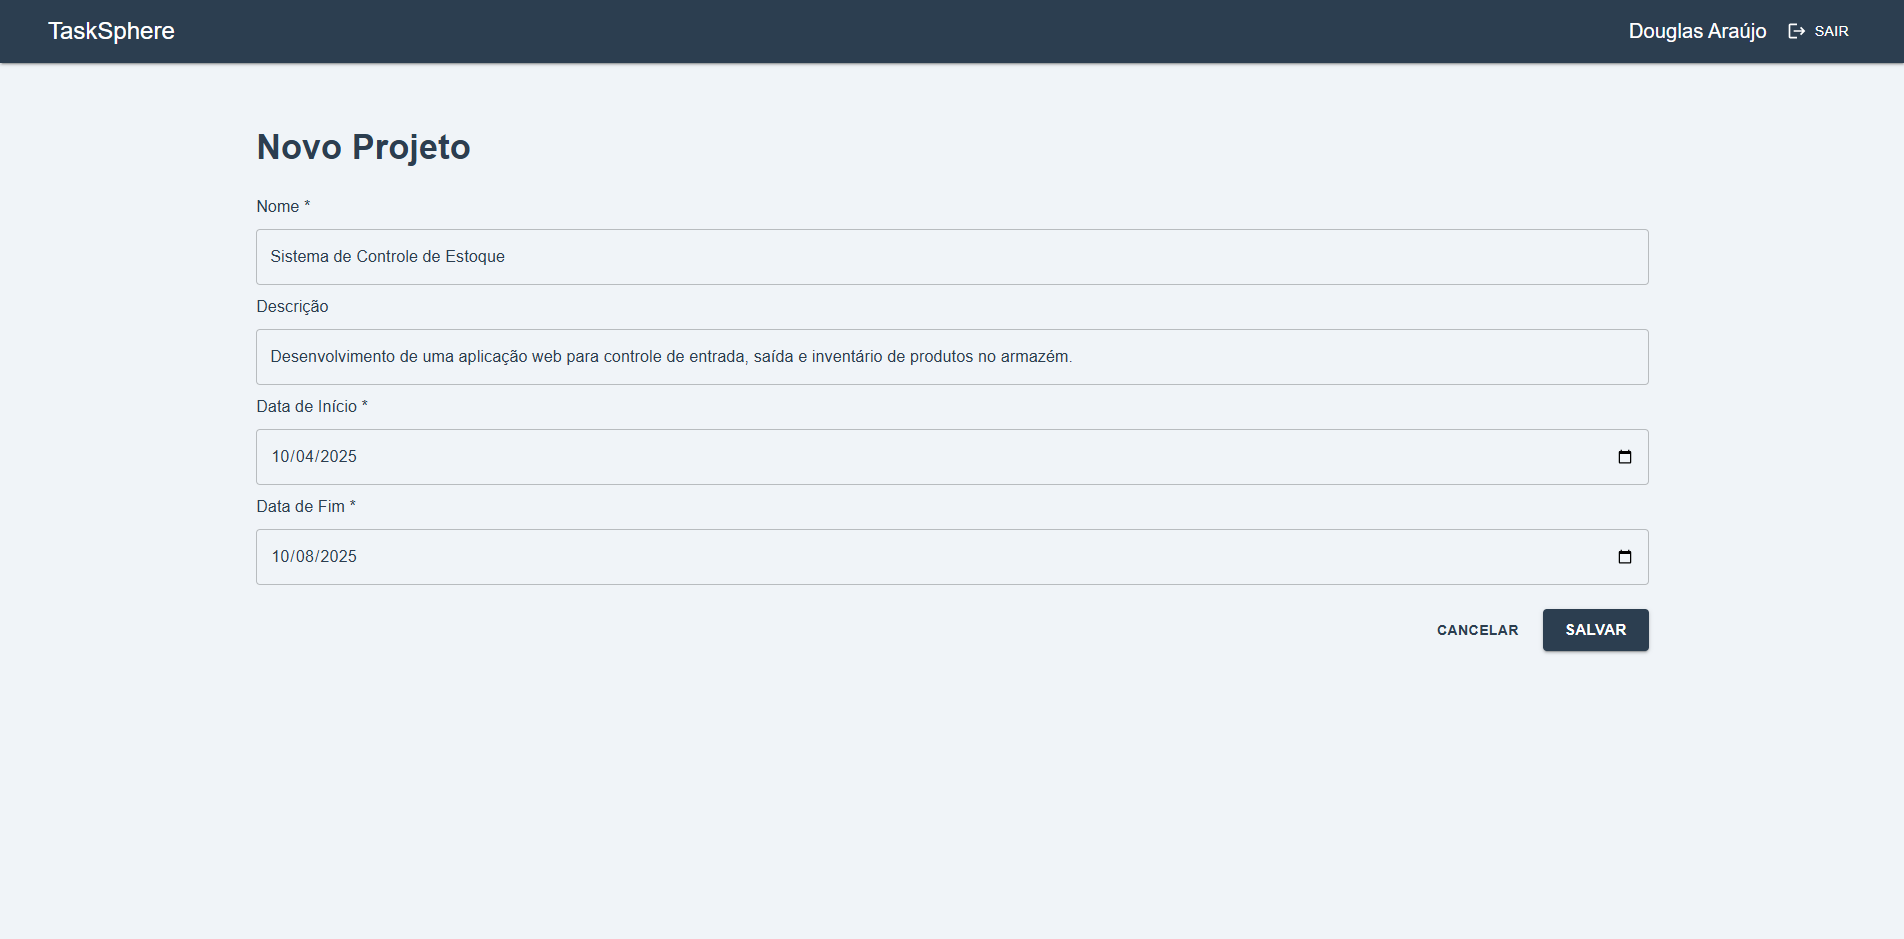 TaskSphere
Douglas Araújo
SAIR
Novo Projeto
Nome *
Sistema de Controle de Estoque
Descrição
Desenvolvimento de uma aplicação web para controle de entrada, saída e inventário de produtos no armazém.
Data de Início *
10/04/2025
Data de Fim *
10/08/2025
CANCELAR
SALVAR